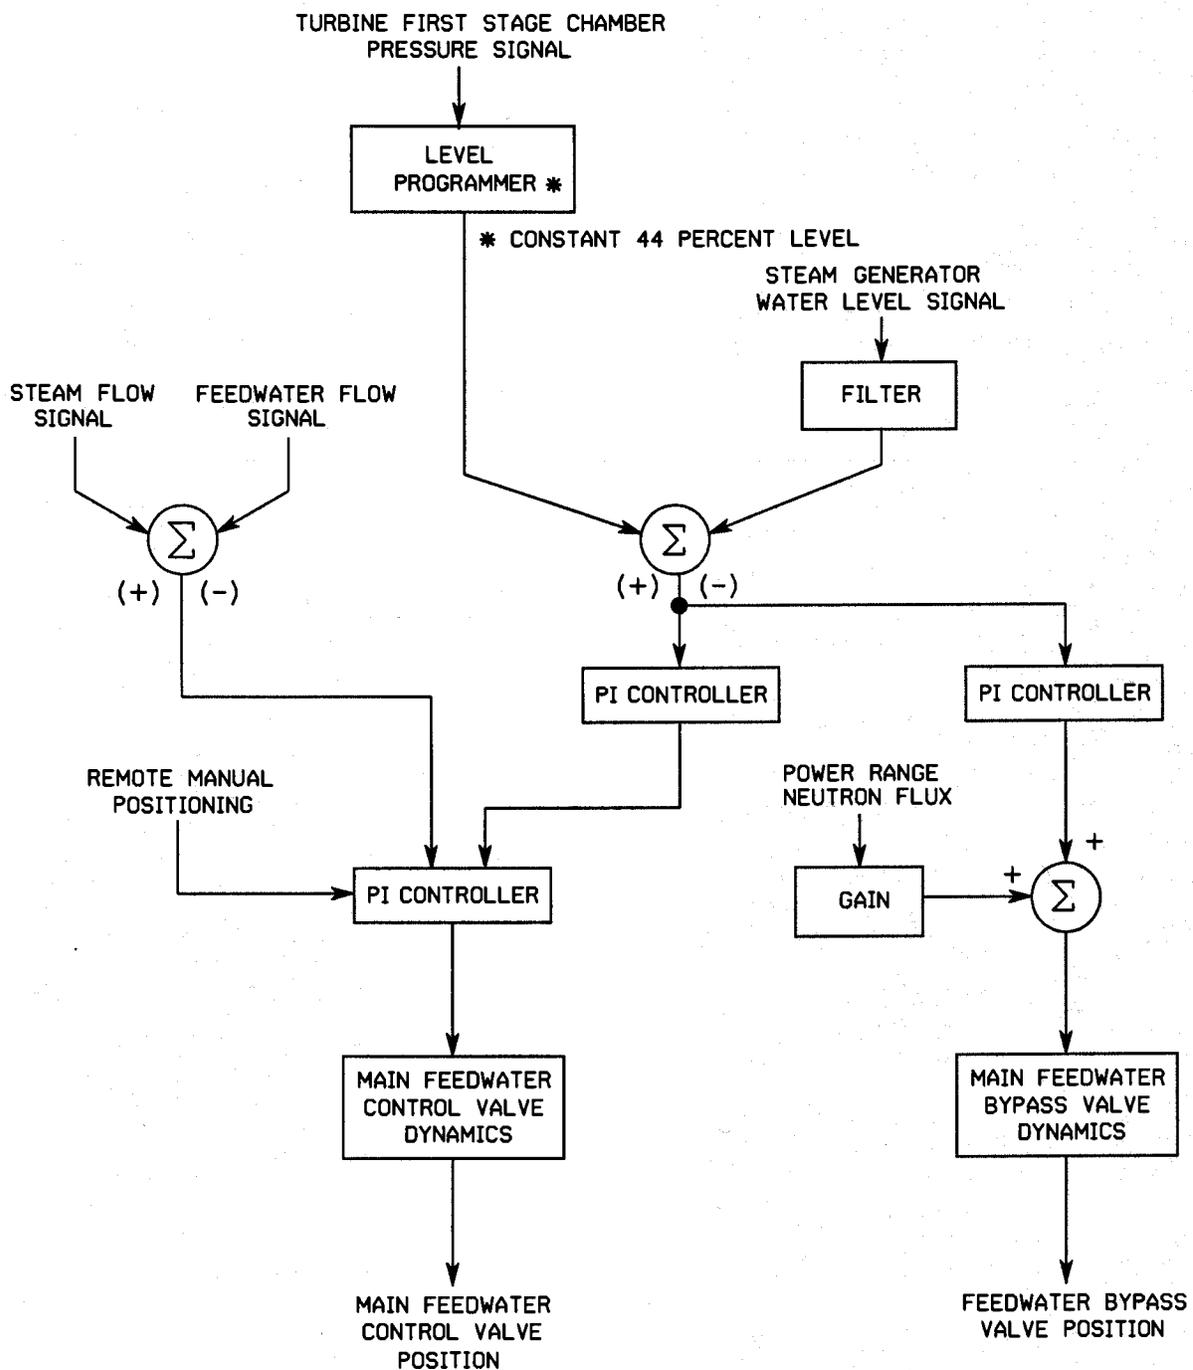 TURBINE FIRST STAGE CHAMBER
PRESSURE SIGNAL
LEVEL
PROGRAMMER *
* CONSTANT 44 PERCENT LEVEL
STEAM GENERATOR
WATER LEVEL SIGNAL
FILTER
STEAM FLOW
SIGNAL
FEEDWATER FLOW
SIGNAL
Σ
(+) (-)
Σ
(+) (-)
PI CONTROLLER
PI CONTROLLER
REMOTE MANUAL
POSITIONING
POWER RANGE
NEUTRON FLUX
PI CONTROLLER
GAIN
+
+
Σ
MAIN FEEDWATER
CONTROL VALVE
DYNAMICS
MAIN FEEDWATER
BYPASS VALVE
DYNAMICS
MAIN FEEDWATER
CONTROL VALVE
POSITION
FEEDWATER BYPASS
VALVE POSITION